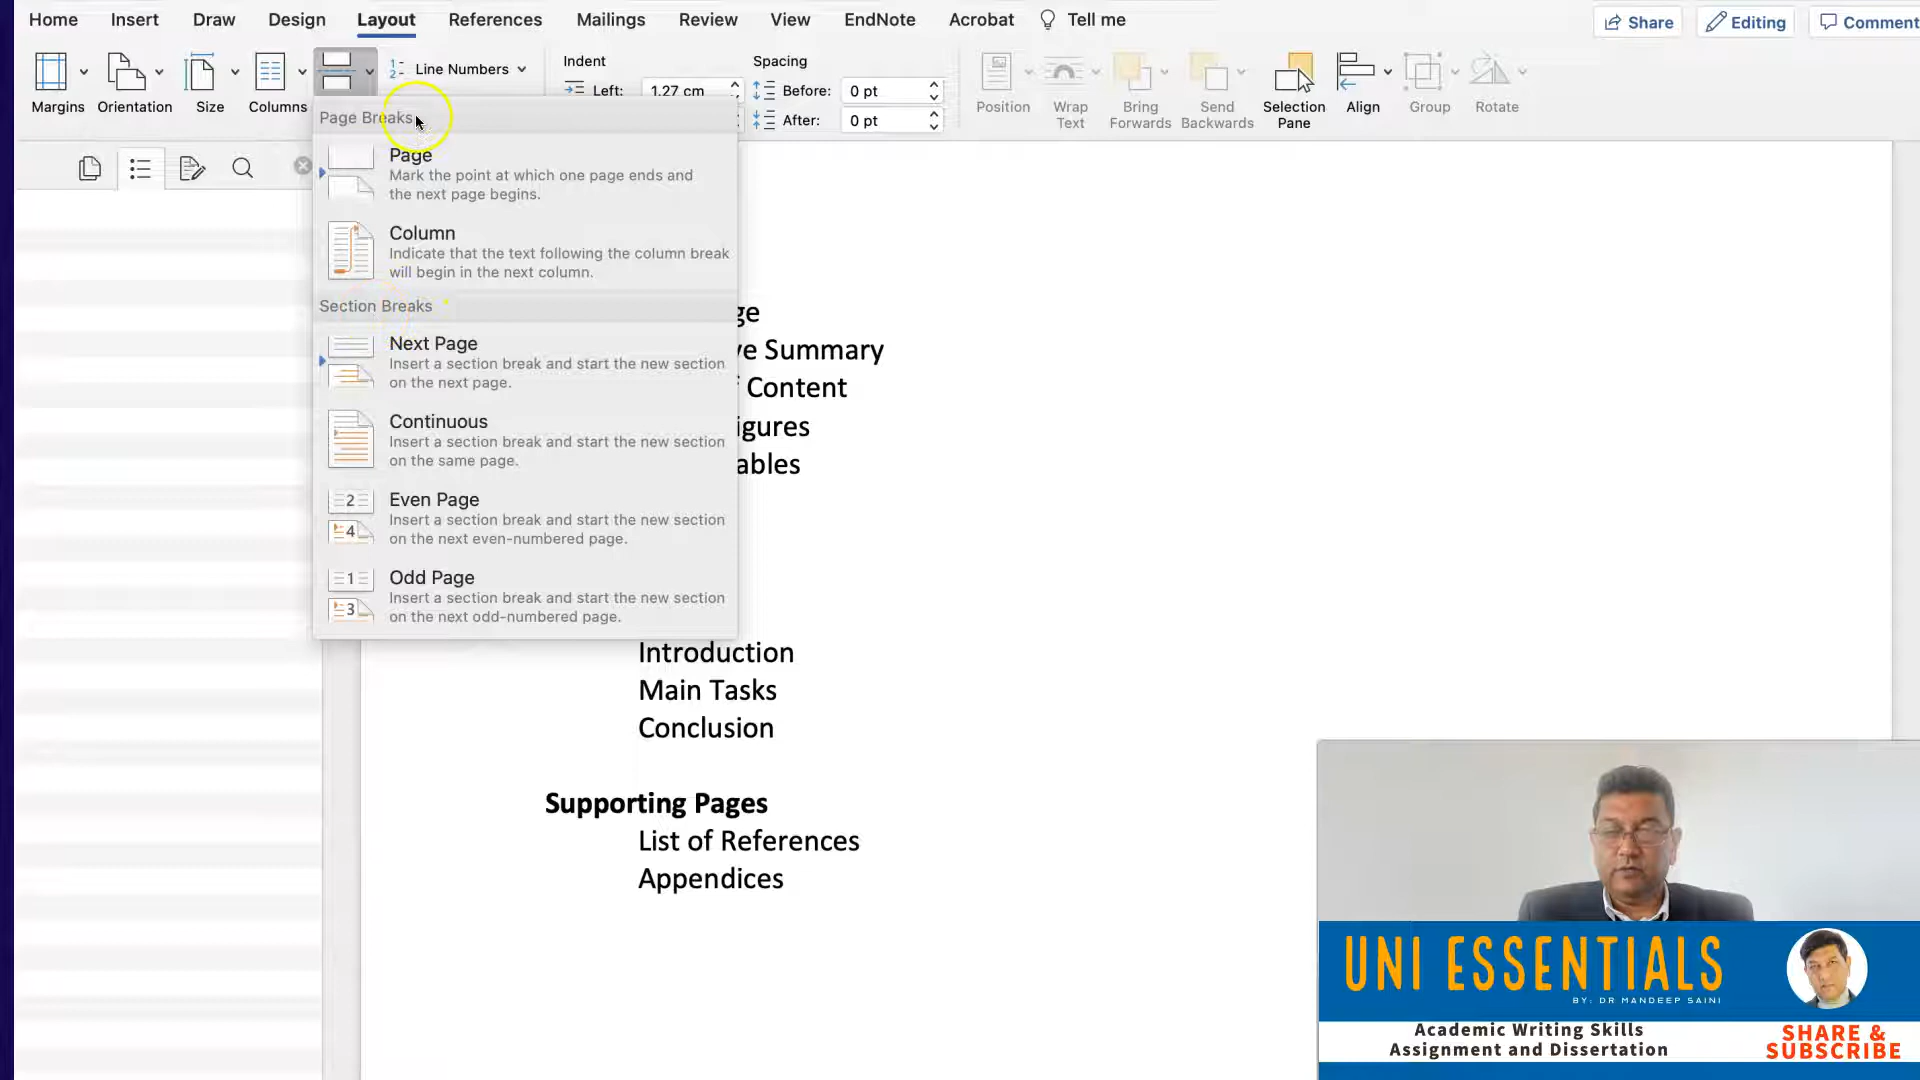 Home Insert Draw Design Layout References Mailings Review View EndNote Acrobat Tell me
Share Editing Comment
Line Numbers
Indent
Left: 1.27 cm
Spacing
Before: 0 pt
After: 0 pt
Margins Orientation Size Columns
Position Wrap Text Bring Forwards Send Backwards Selection Pane Align Group Rotate
Page Breaks
Page
Mark the point at which one page ends and
the next page begins.
Column
Indicate that the text following the column break
will begin in the next column.
Section Breaks
Next Page
Insert a section break and start the new section
on the next page.
Continuous
Insert a section break and start the new section
on the same page.
2
4
Even Page
Insert a section break and start the new section
on the next even-numbered page.
1
3
Odd Page
Insert a section break and start the new section
on the next odd-numbered page.
ge
ve Summary
f Content
igures
ables
Introduction
Main Tasks
Conclusion
Supporting Pages
List of References
Appendices
UNI ESSENTIALS
BY: DR MANDEEP SAINI
Academic Writing Skills
Assignment and Dissertation
SHARE &
SUBSCRIBE